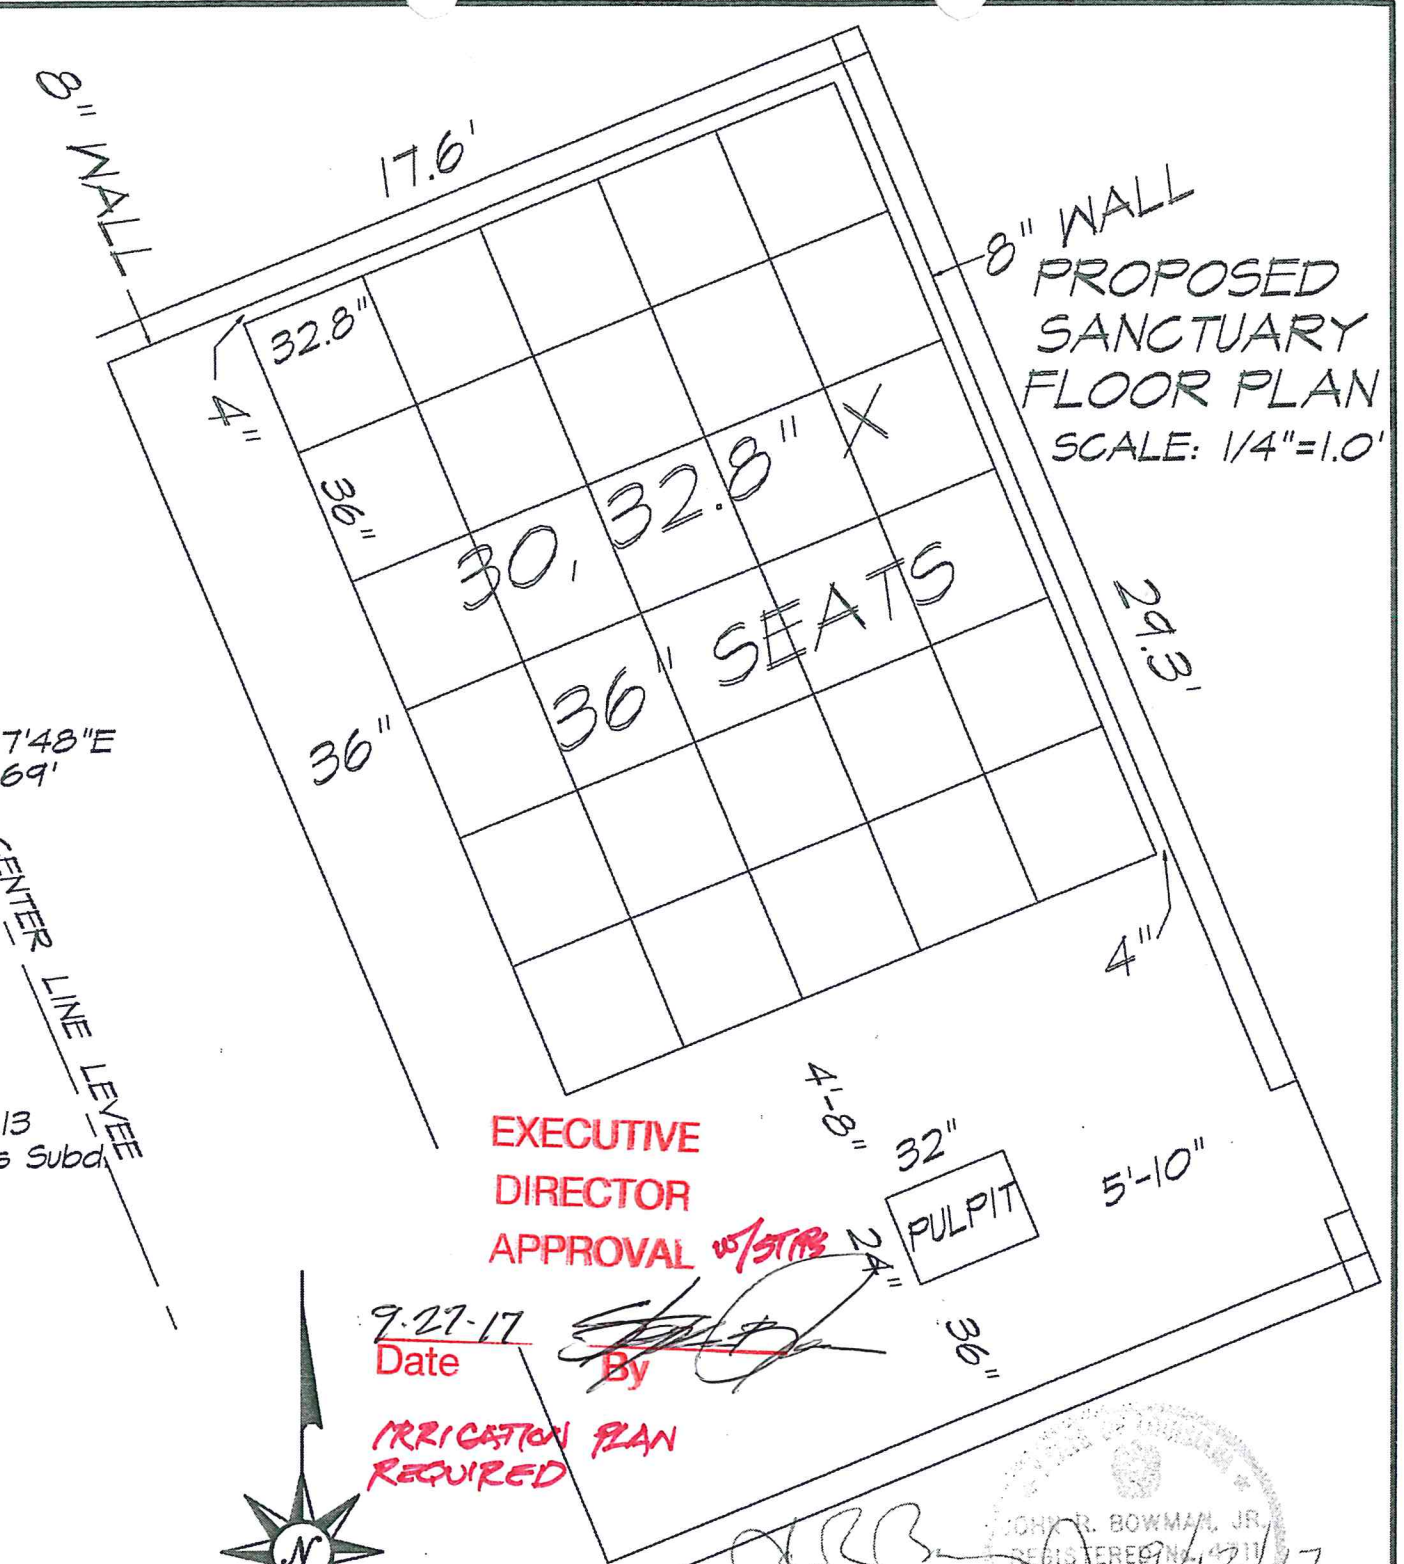 8" WALL
17.6'
8" WALL
PROPOSED
SANCTUARY
FLOOR PLAN
SCALE: 1/4"=1.0'
32.8"
4"
36"
30, 32.8" X
36" SEATS
29.3'
36"
7'48"E
69'
CENTER LINE LEVEE
4"
13
s Subd.
4'-8"
32"
PULPIT
24"
5'-10"
36"
EXECUTIVE
DIRECTOR
APPROVAL w/STIPS
9-27-17
Date By
IRRIGATION PLAN
REQUIRED
N
JOHN R. BOWMAN, JR.
REGISTERED No.